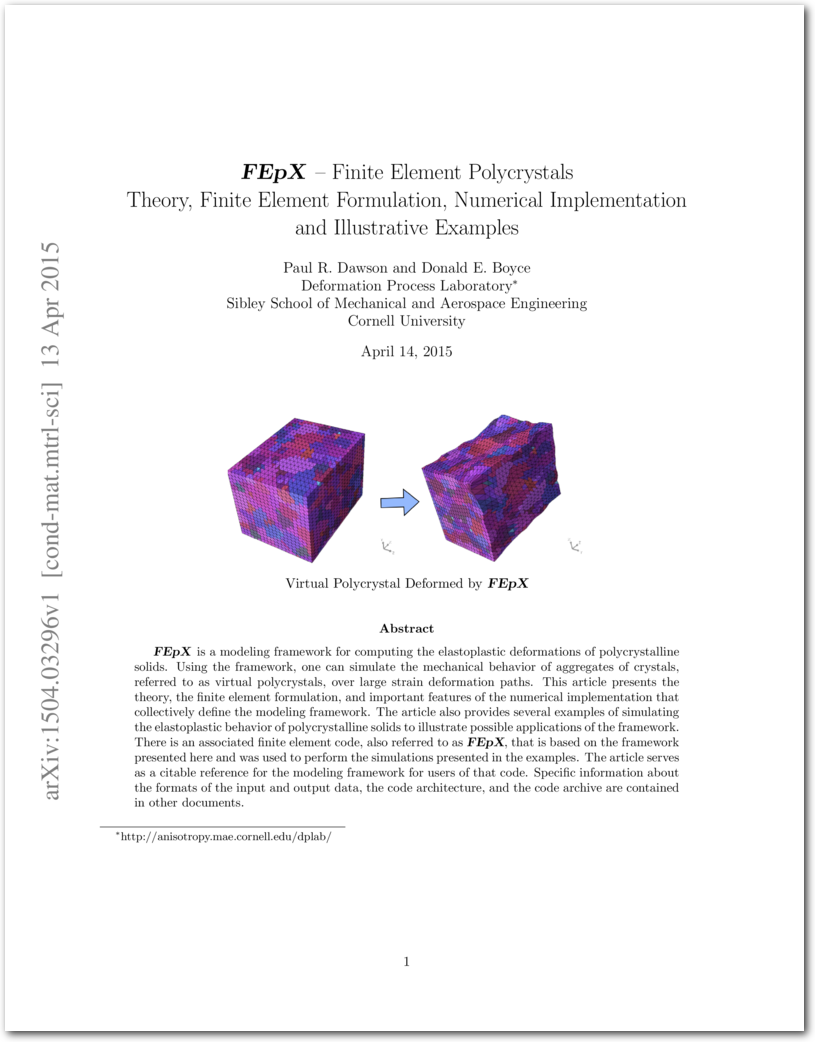 FEpX – Finite Element Polycrystals
Theory, Finite Element Formulation, Numerical Implementation
and Illustrative Examples
Paul R. Dawson and Donald E. Boyce
Deformation Process Laboratory*
Sibley School of Mechanical and Aerospace Engineering
Cornell University
April 14, 2015
arXiv:1504.03296v1 [cond-mat.mtrl-sci] 13 Apr 2015
Virtual Polycrystal Deformed by FEpX
Abstract
FEpX is a modeling framework for computing the elastoplastic deformations of polycrystalline
solids. Using the framework, one can simulate the mechanical behavior of aggregates of crystals,
referred to as virtual polycrystals, over large strain deformation paths. This article presents the
theory, the finite element formulation, and important features of the numerical implementation that
collectively define the modeling framework. The article also provides several examples of simulating
the elastoplastic behavior of polycrystalline solids to illustrate possible applications of the framework.
There is an associated finite element code, also referred to as FEpX, that is based on the framework
presented here and was used to perform the simulations presented in the examples. The article serves
as a citable reference for the modeling framework for users of that code. Specific information about
the formats of the input and output data, the code architecture, and the code archive are contained
in other documents.
*http://anisotropy.mae.cornell.edu/dplab/
1